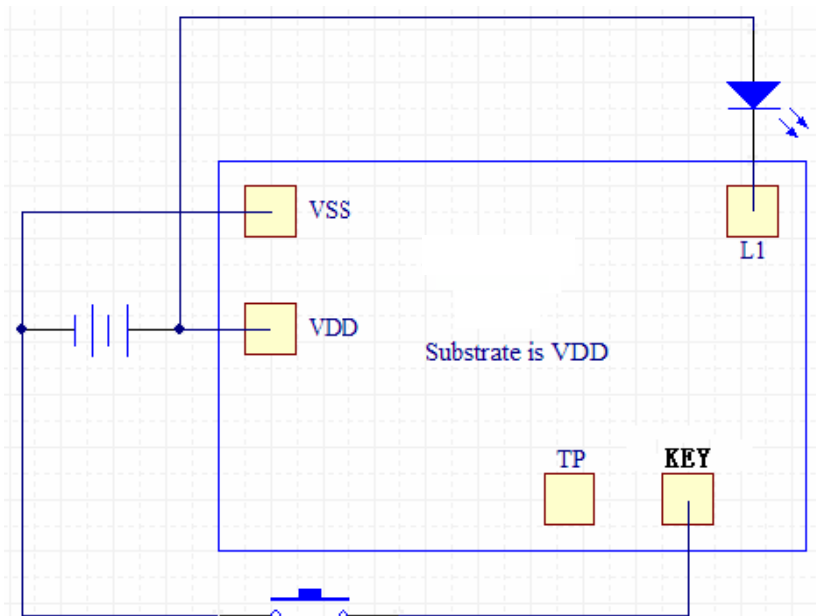 VSS
L1
VDD
Substrate is VDD
TP
KEY